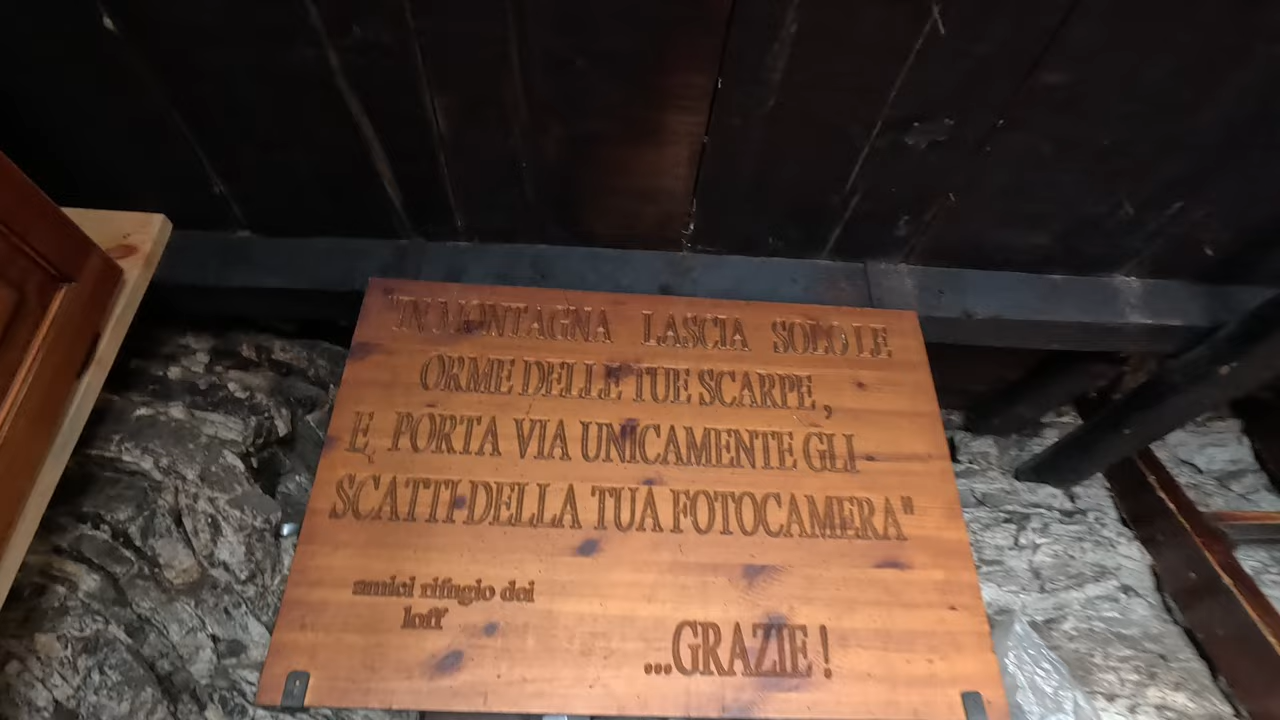 "IN MONTAGNA LASCIA SOLO LE
ORME DELLE TUE SCARPE,
E PORTA VIA UNICAMENTE GLI
SCATTI DELLA TUA FOTOCAMERA"
amici rifugio dei
loff
...GRAZIE!